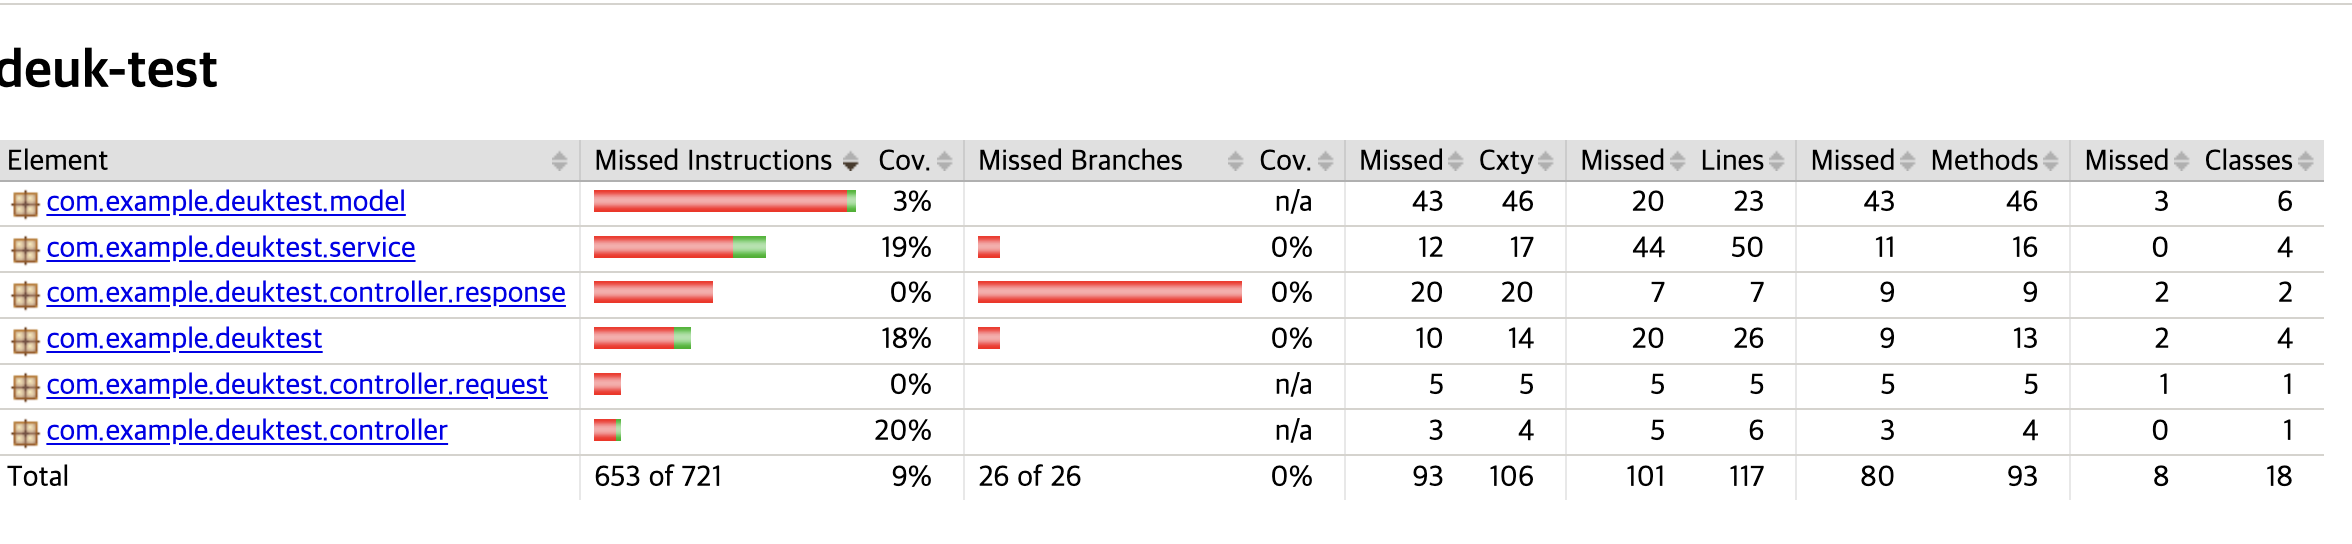 deuk-test
Element Missed Instructions Cov. Missed Branches Cov. Missed Cxty Missed Lines Missed Methods Missed Classes
com.example.deuktest.model 3% n/a 43 46 20 23 43 46 3 6
com.example.deuktest.service 19% 0% 12 17 44 50 11 16 0 4
com.example.deuktest.controller.response 0% 0% 20 20 7 7 9 9 2 2
com.example.deuktest 18% 0% 10 14 20 26 9 13 2 4
com.example.deuktest.controller.request 0% n/a 5 5 5 5 5 5 1 1
com.example.deuktest.controller 20% n/a 3 4 5 6 3 4 0 1
Total 653 of 721 9% 26 of 26 0% 93 106 101 117 80 93 8 18